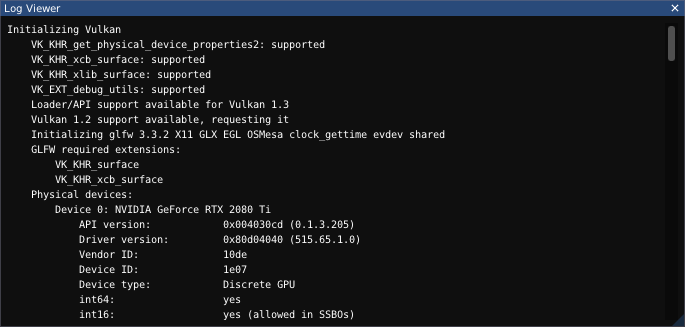 Log Viewer
Initializing Vulkan
VK_KHR_get_physical_device_properties2: supported
VK_KHR_xcb_surface: supported
VK_KHR_xlib_surface: supported
VK_EXT_debug_utils: supported
Loader/API support available for Vulkan 1.3
Vulkan 1.2 support available, requesting it
Initializing glfw 3.3.2 X11 GLX EGL OSMesa clock_gettime evdev shared
GLFW required extensions:
VK_KHR_surface
VK_KHR_xcb_surface
Physical devices:
Device 0: NVIDIA GeForce RTX 2080 Ti
API version: 0x004030cd (0.1.3.205)
Driver version: 0x80d04040 (515.65.1.0)
Vendor ID: 10de
Device ID: 1e07
Device type: Discrete GPU
int64: yes
int16: yes (allowed in SSBOs)